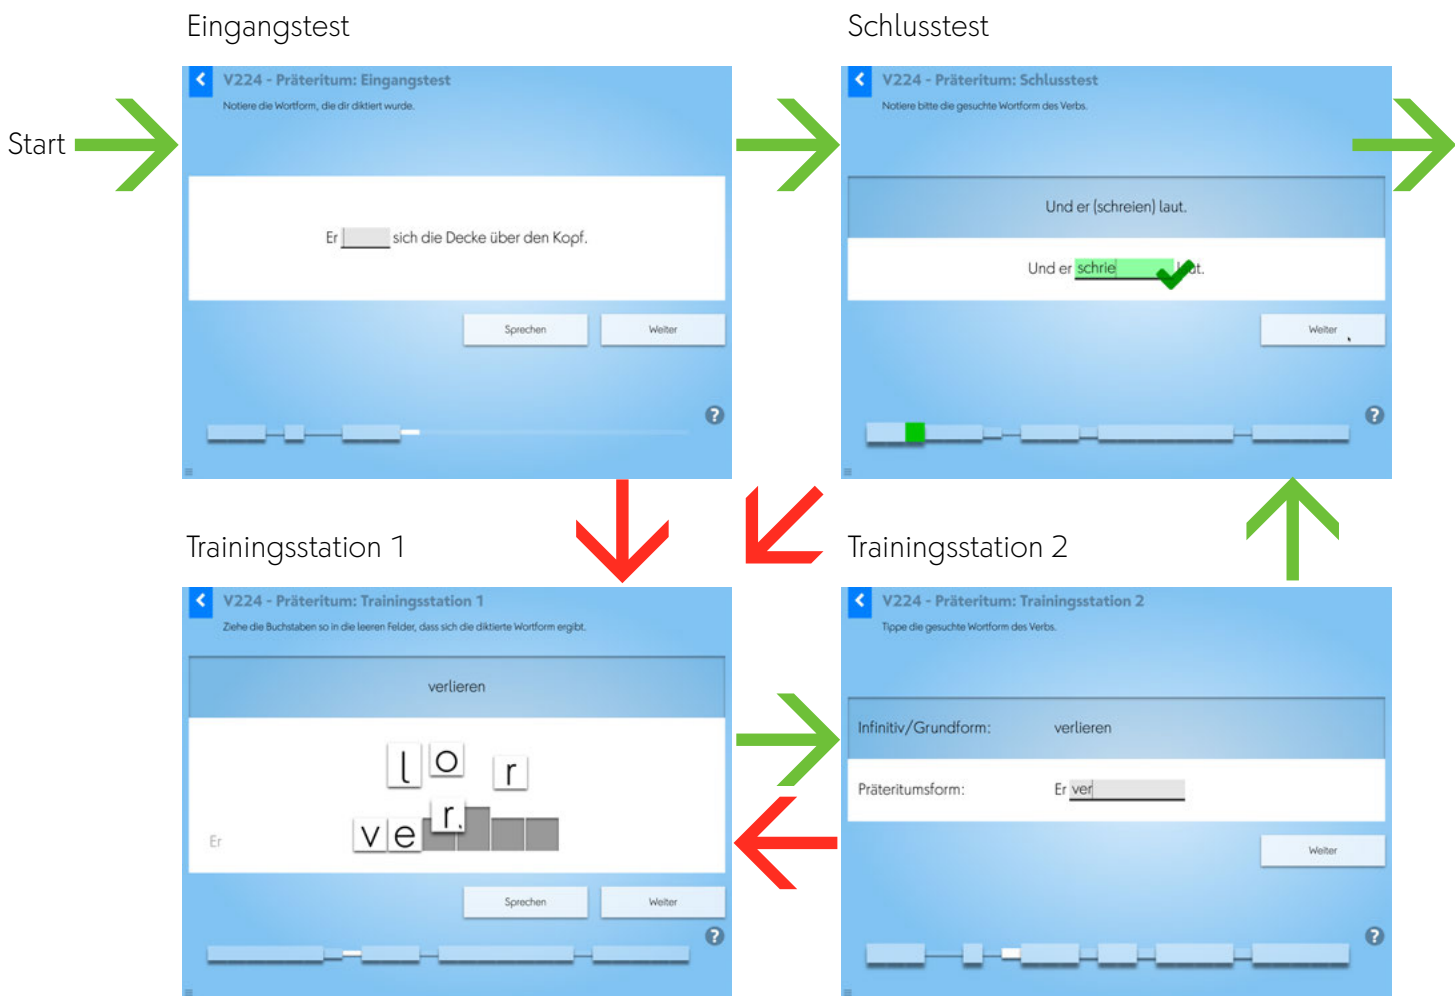 Eingangstest
Schlusstest
Start
V224 - Präteritum: Eingangstest
Notiere die Wortform, die dir diktiert wurde.
Er sich die Decke über den Kopf.
Sprechen
Weiter
?
V224 - Präteritum: Schlusstest
Notiere bitte die gesuchte Wortform des Verbs.
Und er (schreien) laut.
Und er schrie laut.
Weiter
?
Trainingsstation 1
Trainingsstation 2
V224 - Präteritum: Trainingsstation 1
Ziehe die Buchstaben so in die leeren Felder, dass sich die diktierte Wortform ergibt.
verlieren
l o r
Er v e r
Sprechen
Weiter
?
V224 - Präteritum: Trainingsstation 2
Tippe die gesuchte Wortform des Verbs.
Infinitiv/Grundform: verlieren
Präteritumsform: Er ver
Weiter
?